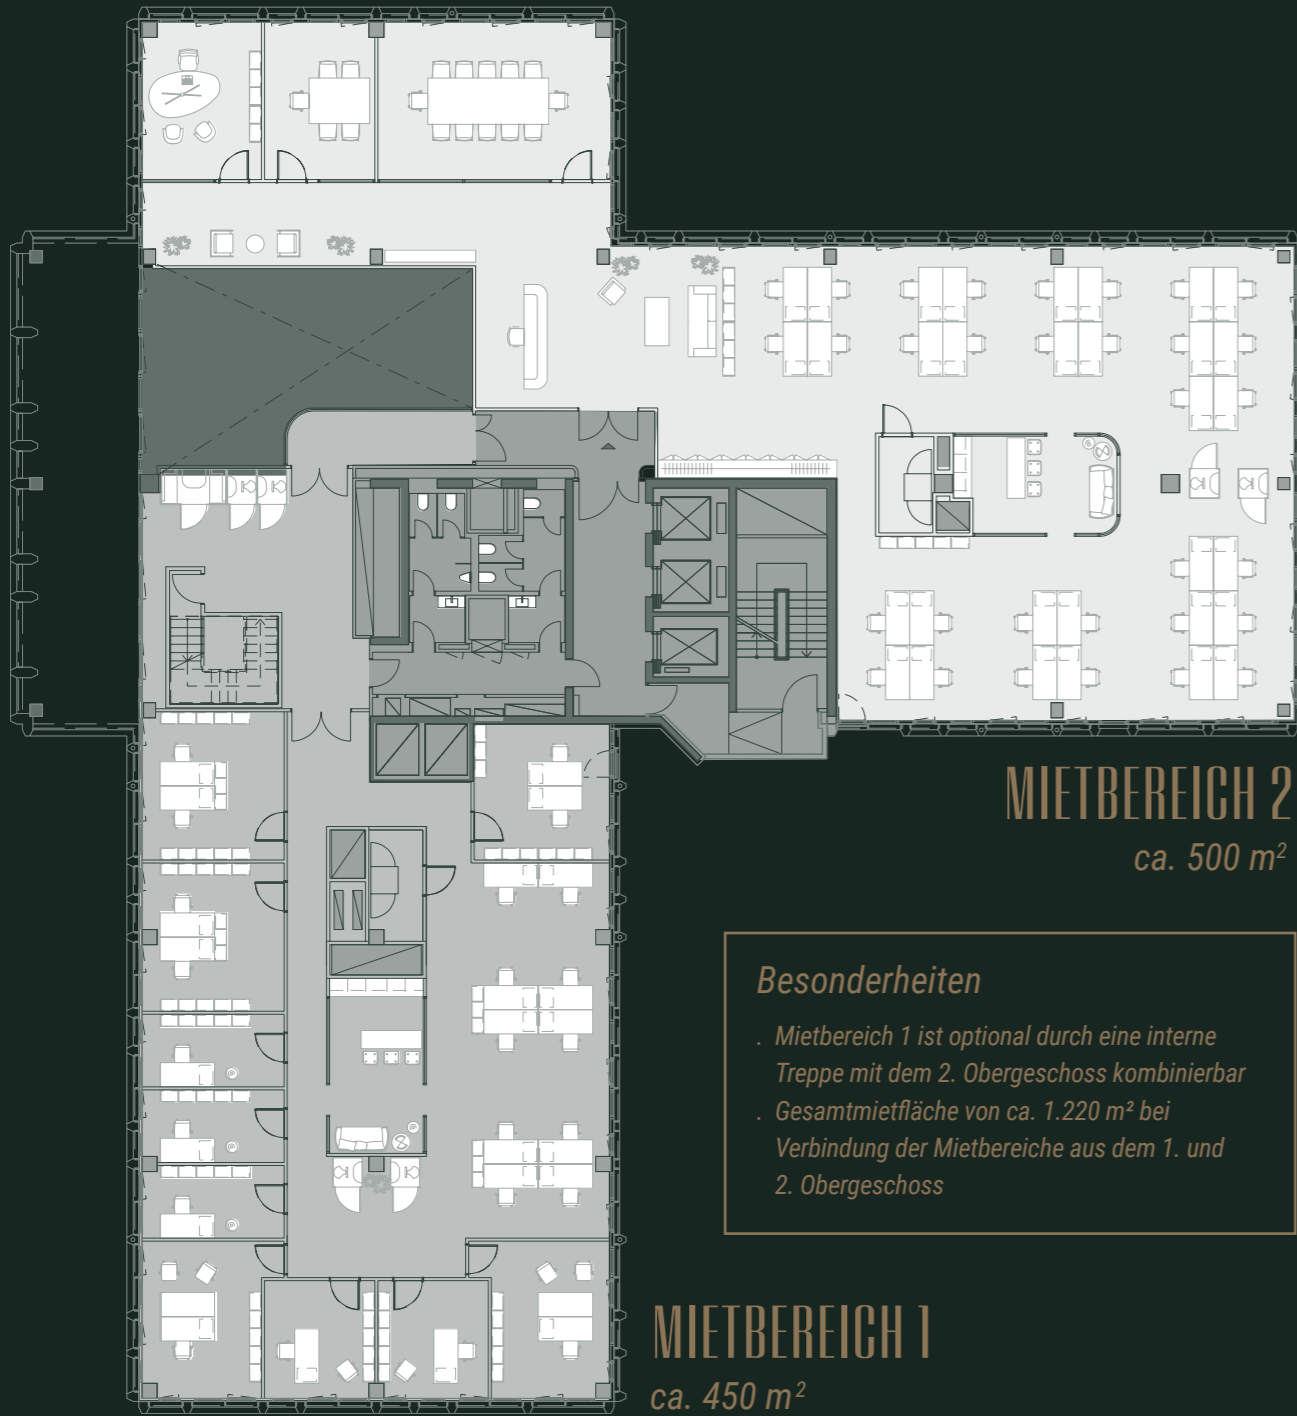 MIETBEREICH 2
ca. 500 m²
Besonderheiten
. Mietbereich 1 ist optional durch eine interne
Treppe mit dem 2. Obergeschoss kombinierbar
. Gesamtmietfläche von ca. 1.220 m² bei
Verbindung der Mietbereiche aus dem 1. und
2. Obergeschoss
MIETBEREICH 1
ca. 450 m²